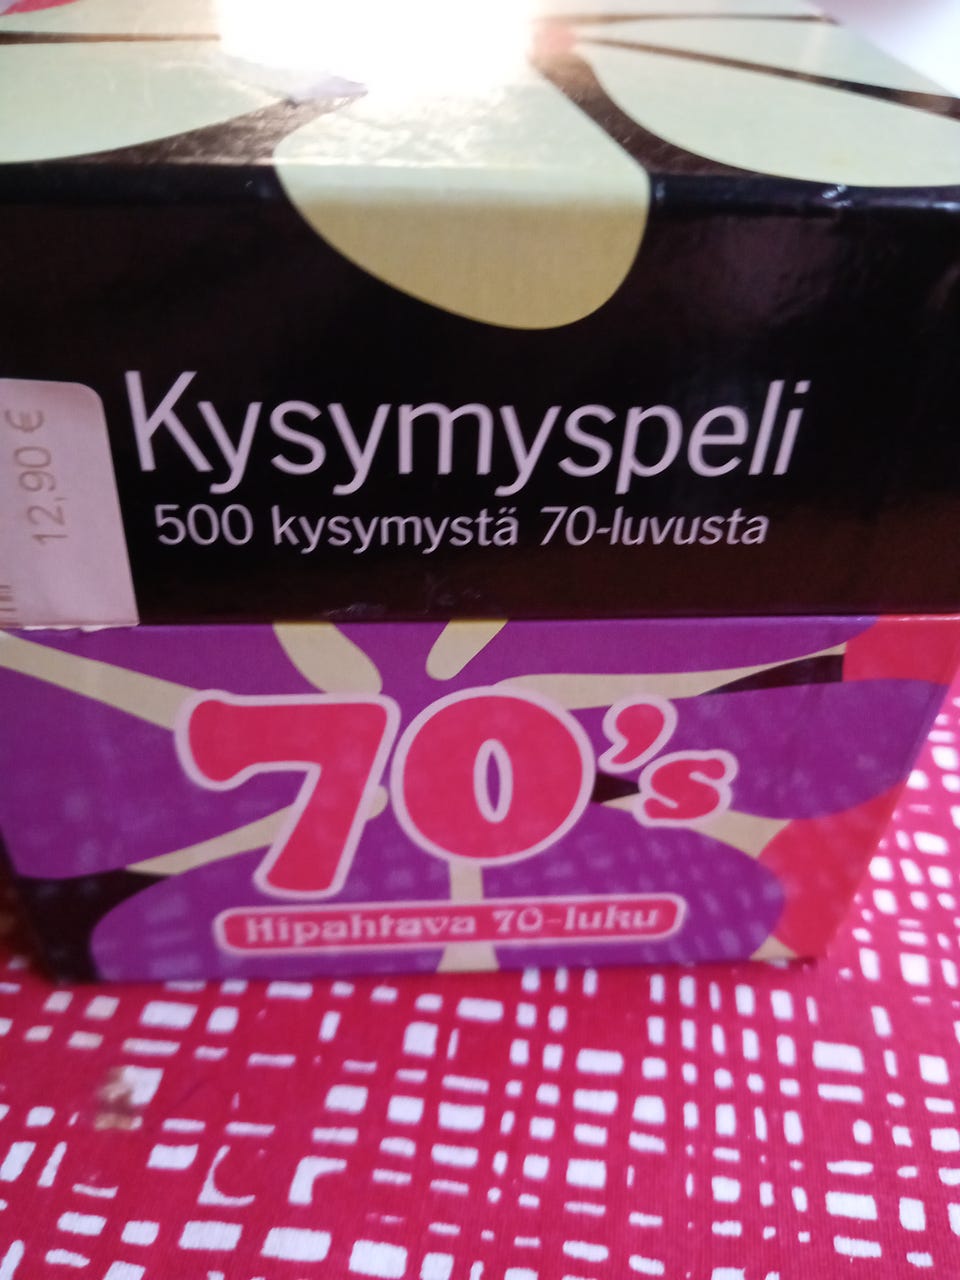 Kysymyspeli
500 kysymystä 70-luvusta
12,90 €
70's
Hipahtava 70-luku